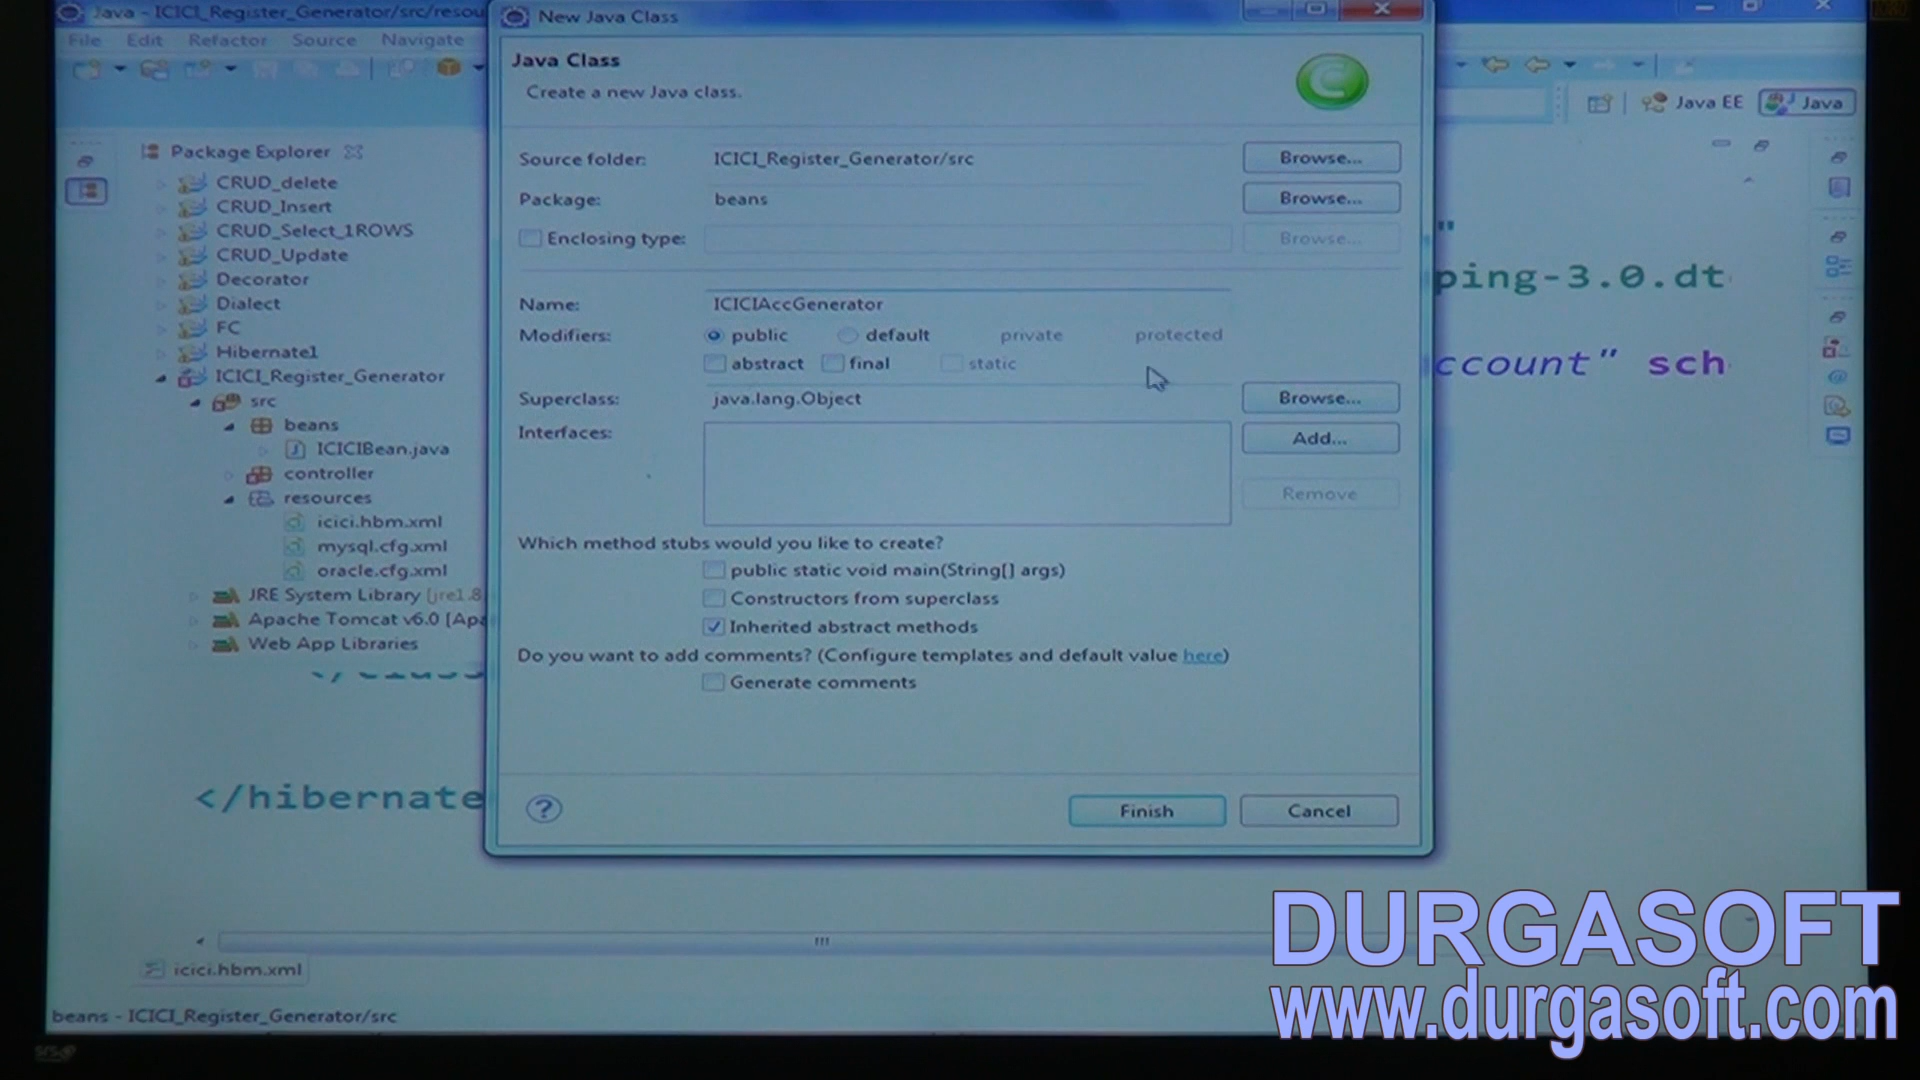 Java - ICICI_Register_Generator/src/resou
File Edit Refactor Source Navigate
Package Explorer
CRUD_delete
CRUD_Insert
CRUD_Select_1ROWS
CRUD_Update
Decorator
Dialect
FC
Hibernate1
ICICI_Register_Generator
src
beans
ICICIBean.java
controller
resources
icici.hbm.xml
mysql.cfg.xml
oracle.cfg.xml
JRE System Library [jre1.8
Apache Tomcat v6.0 [Apa
Web App Libraries
</hibernate
icici.hbm.xml
beans - ICICI_Register_Generator/src
New Java Class
Java Class
Create a new Java class.
Source folder: ICICI_Register_Generator/src Browse...
Package: beans Browse...
Enclosing type: Browse...
Name: ICICIAccGenerator
Modifiers: public default private protected
abstract final static
Superclass: java.lang.Object Browse...
Interfaces: Add...
Remove
Which method stubs would you like to create?
public static void main(String[] args)
Constructors from superclass
Inherited abstract methods
Do you want to add comments? (Configure templates and default value here)
Generate comments
? Finish Cancel
Java EE Java
"
ping-3.0.dt
ccount" sch
DURGASOFT
www.durgasoft.com